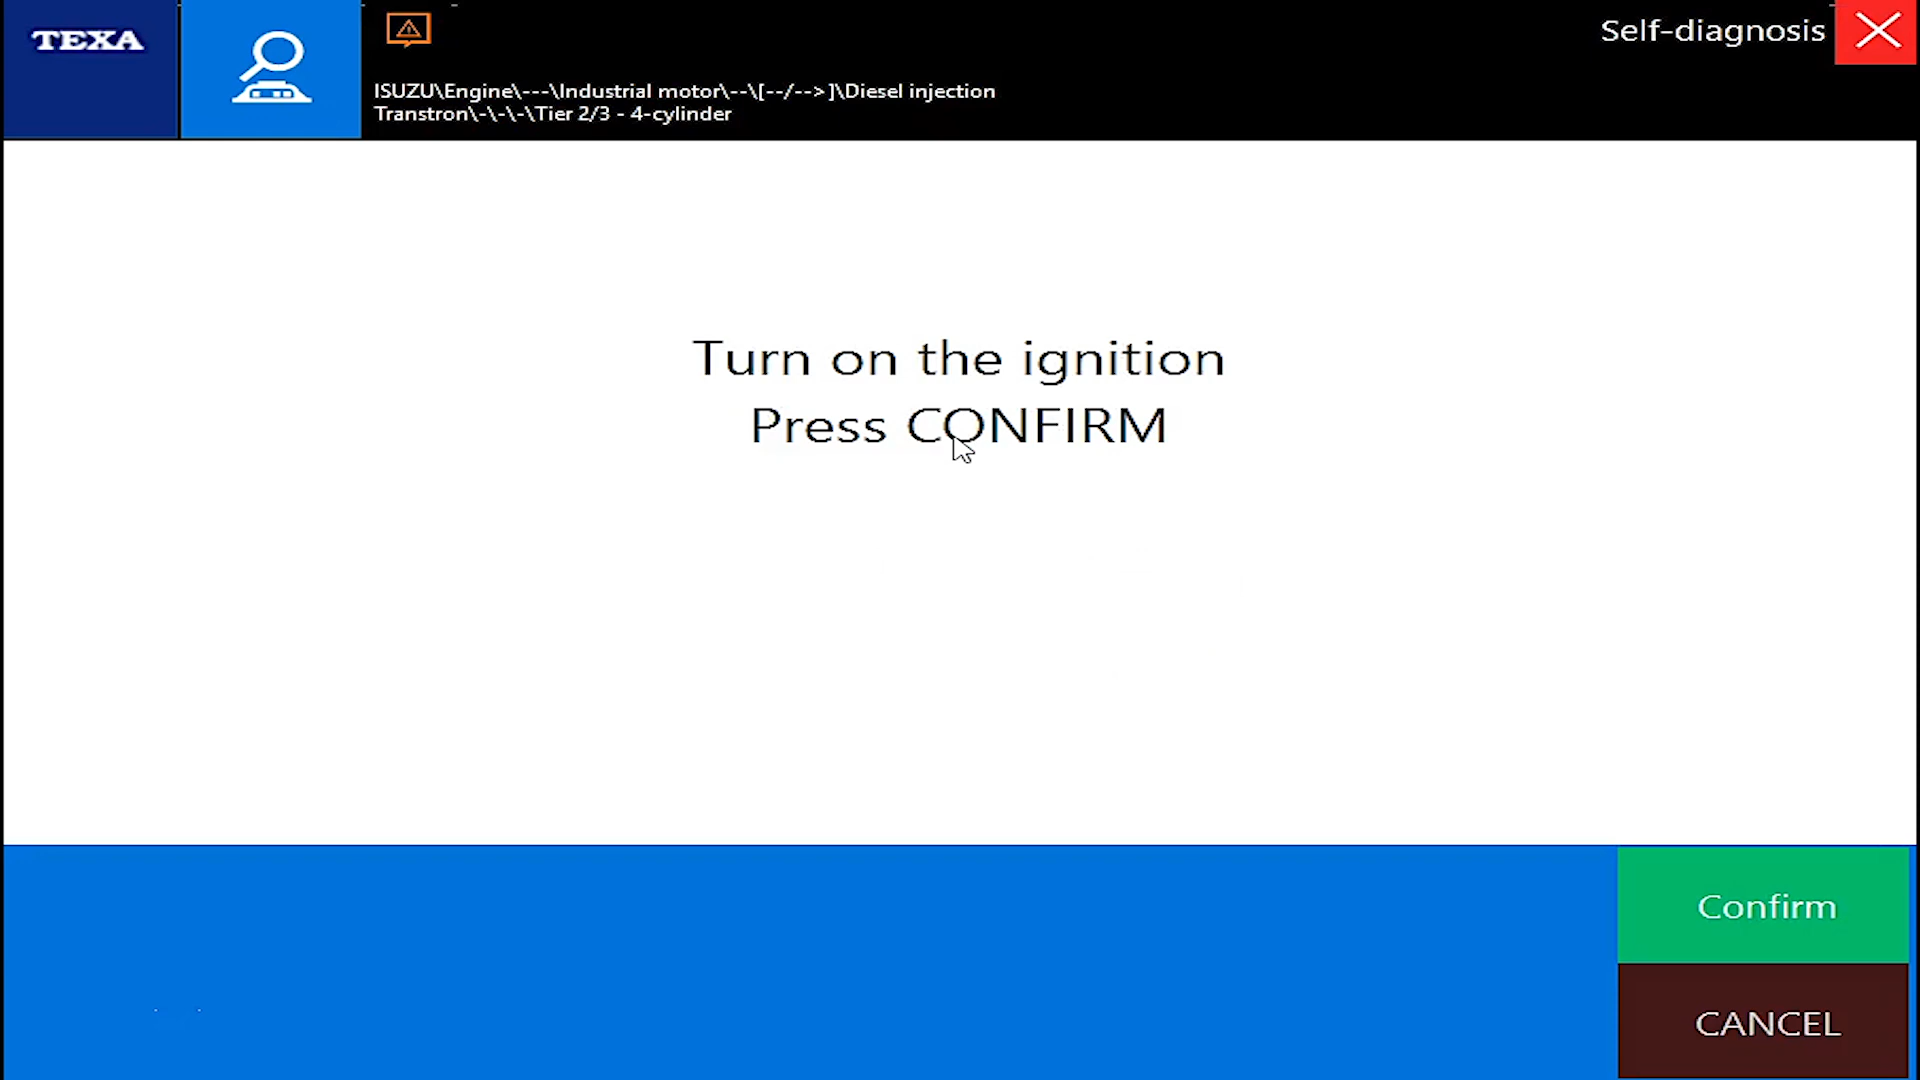 TEXA
Self-diagnosis
ISUZU\Engine\---\Industrial motor\--\[--/-->]\Diesel injection
Transtron\-\-\-\Tier 2/3 - 4-cylinder
Turn on the ignition
Press CONFIRM
Confirm
CANCEL